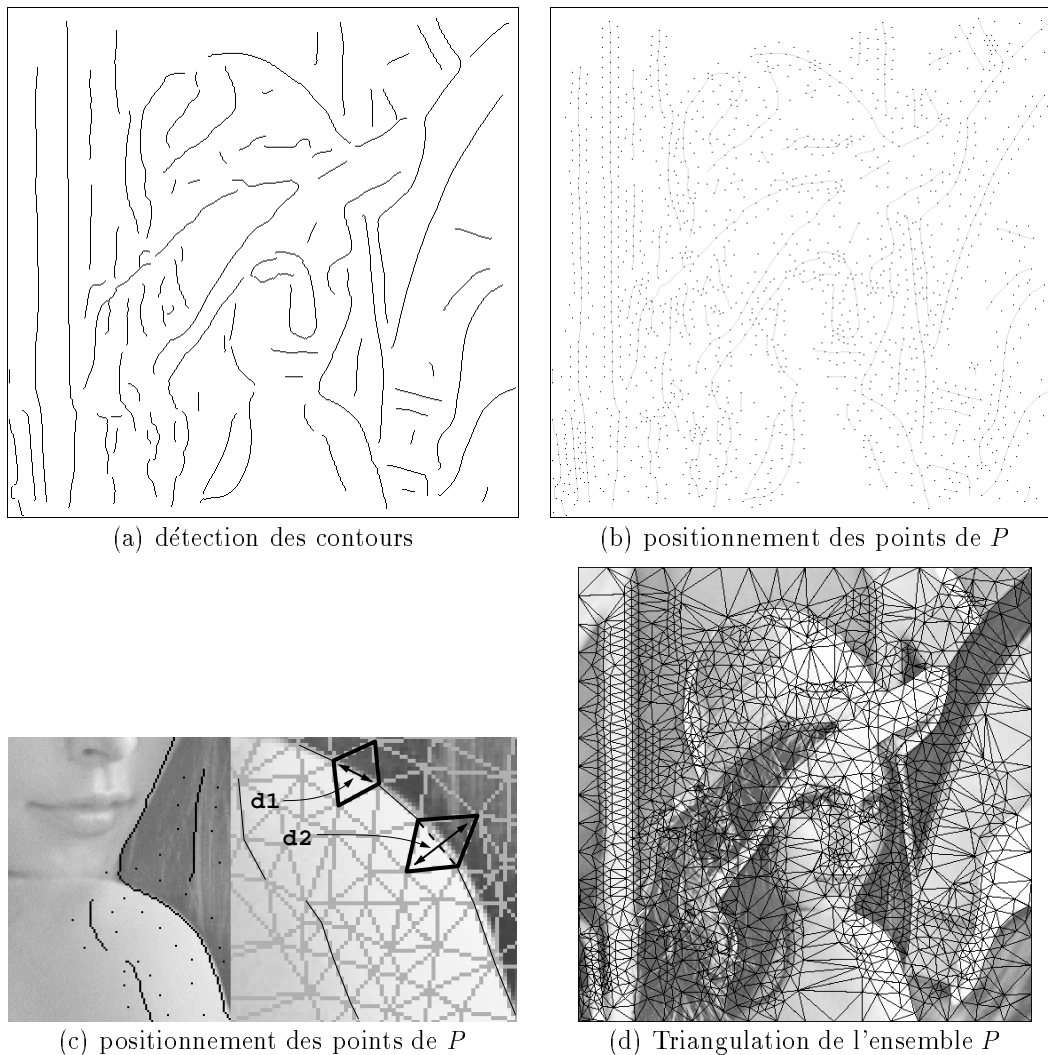 (a) détection des contours
(b) positionnement des points de P
d1
d2
(c) positionnement des points de P
(d) Triangulation de l'ensemble P